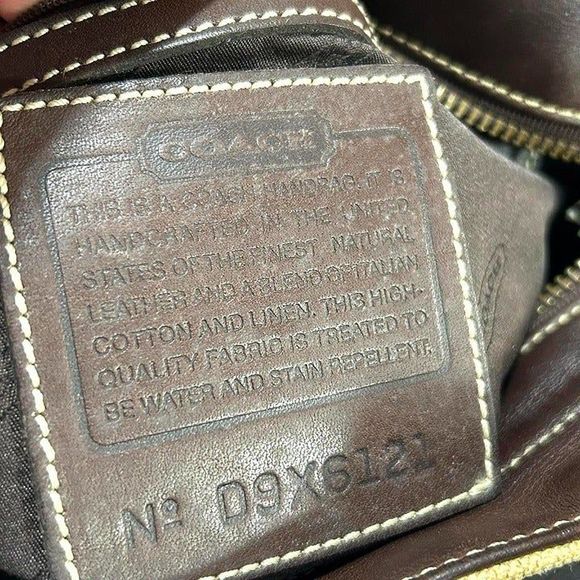 COACH
THIS IS A COACH HANDBAG. IT IS
HANDCRAFTED IN THE UNITED
STATES OF THE FINEST NATURAL
LEATHER AND A BLEND OF ITALIAN
COTTON AND LINEN. THIS HIGH-
QUALITY FABRIC IS TREATED TO
BE WATER AND STAIN REPELLENT.
Nº D9X6121